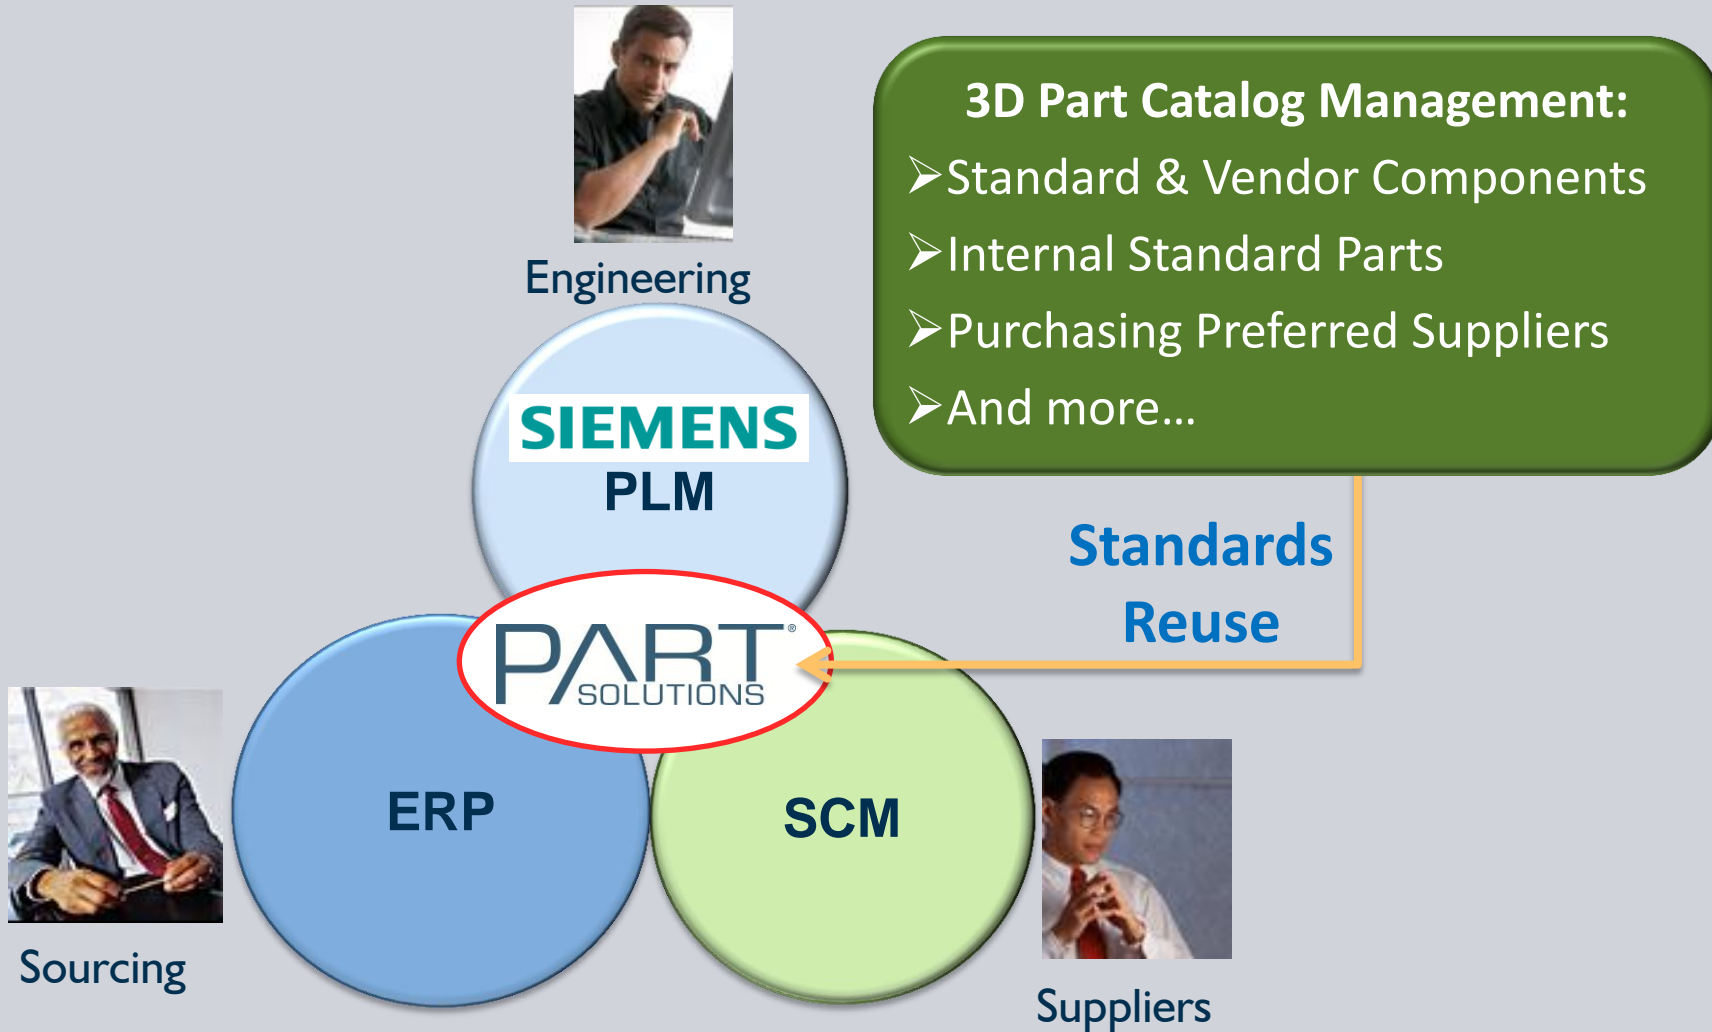 Engineering
SIEMENS
PLM
3D Part Catalog Management:
➢Standard & Vendor Components
➢Internal Standard Parts
➢Purchasing Preferred Suppliers
➢And more…
Standards
Reuse
PART®
SOLUTIONS
ERP
SCM
Sourcing
Suppliers